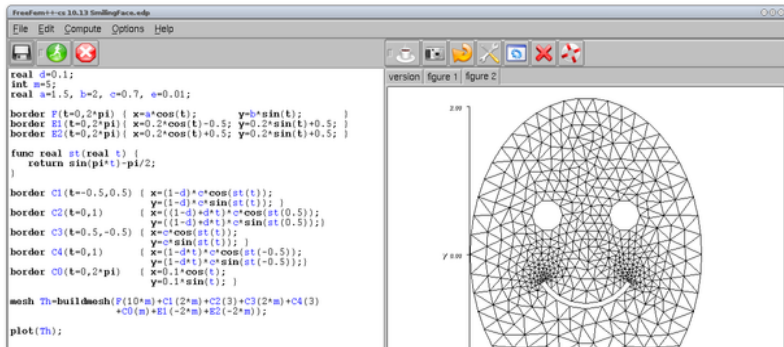 FreeFem++-cs 10.13 SmilingFace.edp
File Edit Compute Options Help
real d=0.1;
int m=5;
real a=1.5, b=2, c=0.7, e=0.01;
border F(t=0,2*pi) { x=a*cos(t); y=b*sin(t); }
border E1(t=0,2*pi){ x=0.2*cos(t)-0.5; y=0.2*sin(t)+0.5; }
border E2(t=0,2*pi){ x=0.2*cos(t)+0.5; y=0.2*sin(t)+0.5; }
func real st(real t) {
return sin(pi*t)-pi/2;
}
border C1(t=-0.5,0.5) { x=(1-d)*c*cos(st(t));
y=(1-d)*c*sin(st(t)); }
border C2(t=0,1) { x=((1-d)+d*t)*c*cos(st(0.5));
y=((1-d)+d*t)*c*sin(st(0.5));}
border C3(t=0.5,-0.5) { x=c*cos(st(t));
y=c*sin(st(t)); }
border C4(t=0,1) { x=(1-d*t)*c*cos(st(-0.5));
y=(1-d*t)*c*sin(st(-0.5));}
border C0(t=0,2*pi) { x=0.1*cos(t);
y=0.1*sin(t); }
mesh Th=buildmesh(F(10*m)+C1(2*m)+C2(3)+C3(2*m)+C4(3)
+C0(m)+E1(-2*m)+E2(-2*m));
plot(Th);
version figure 1 figure 2
2.00
y 0.00